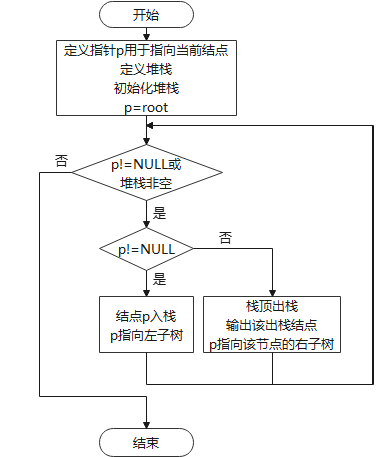 开始
定义指针p用于指向当前结点
定义堆栈
初始化堆栈
p=root
p!=NULL或
堆栈非空
否
是
p!=NULL
否
是
结点p入栈
p指向左子树
栈顶出栈
输出该出栈结点
p指向该节点的右子树
结束